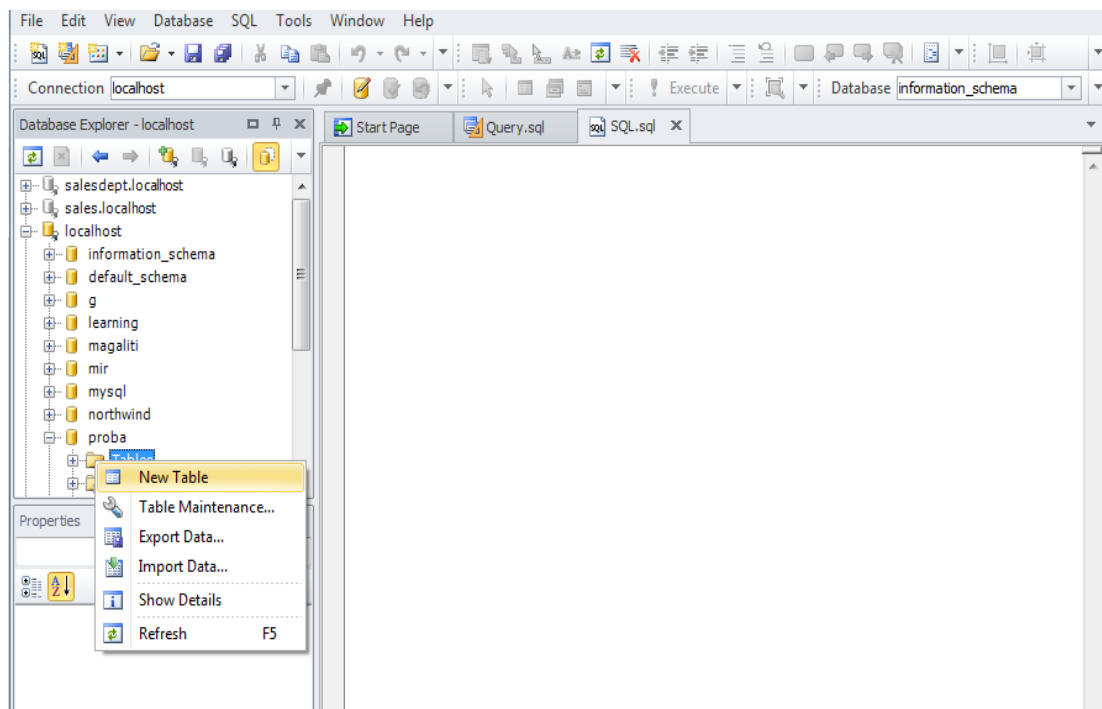 File Edit View Database SQL Tools Window Help
Connection localhost Execute Database information_schema
Database Explorer - localhost
Start Page Query.sql SQL.sql
salesdept.localhost
sales.localhost
localhost
information_schema
default_schema
g
learning
magaliti
mir
mysql
northwind
proba
Tables
New Table
Table Maintenance...
Export Data...
Import Data...
Show Details
Refresh F5
Properties